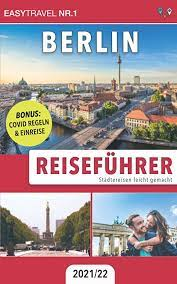 EASYTRAVEL NR.1
BERLIN
BONUS:
COVID REGELN
& EINREISE
REISEFÜHRER
Städtereisen leicht gemacht
2021/22